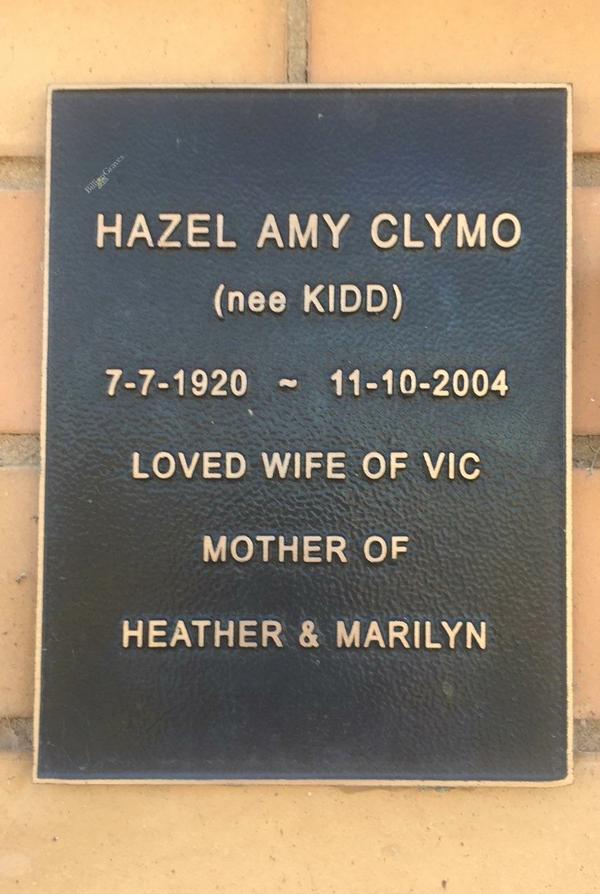 BillionGraves
HAZEL AMY CLYMO
(nee KIDD)
7-7-1920 ~ 11-10-2004
LOVED WIFE OF VIC
MOTHER OF
HEATHER & MARILYN